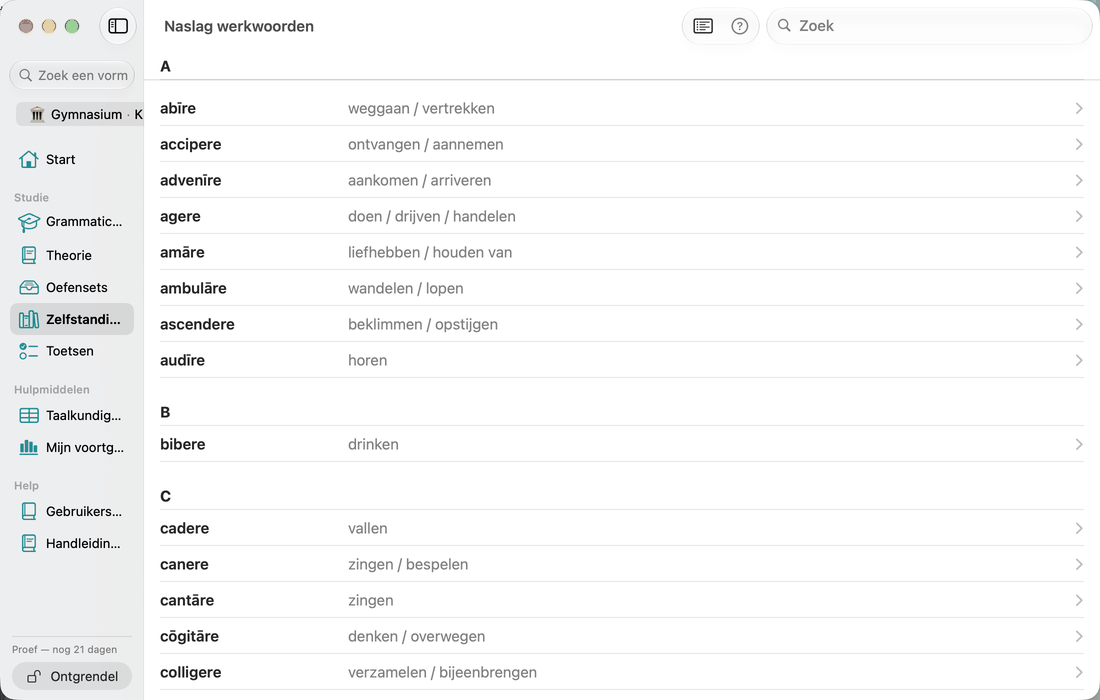 Naslag werkwoorden
Zoek
Zoek een vorm
Gymnasium · K
Start
Studie
Grammatic...
Theorie
Oefensets
Zelfstandi...
Toetsen
Hulpmiddelen
Taalkundig...
Mijn voortg...
Help
Gebruikers...
Handleidin...
Proef — nog 21 dagen
Ontgrendel
A
abīre weggaan / vertrekken
accipere ontvangen / aannemen
advenīre aankomen / arriveren
agere doen / drijven / handelen
amāre liefhebben / houden van
ambulāre wandelen / lopen
ascendere beklimmen / opstijgen
audīre horen
B
bibere drinken
C
cadere vallen
canere zingen / bespelen
cantāre zingen
cōgitāre denken / overwegen
colligere verzamelen / bijeenbrengen